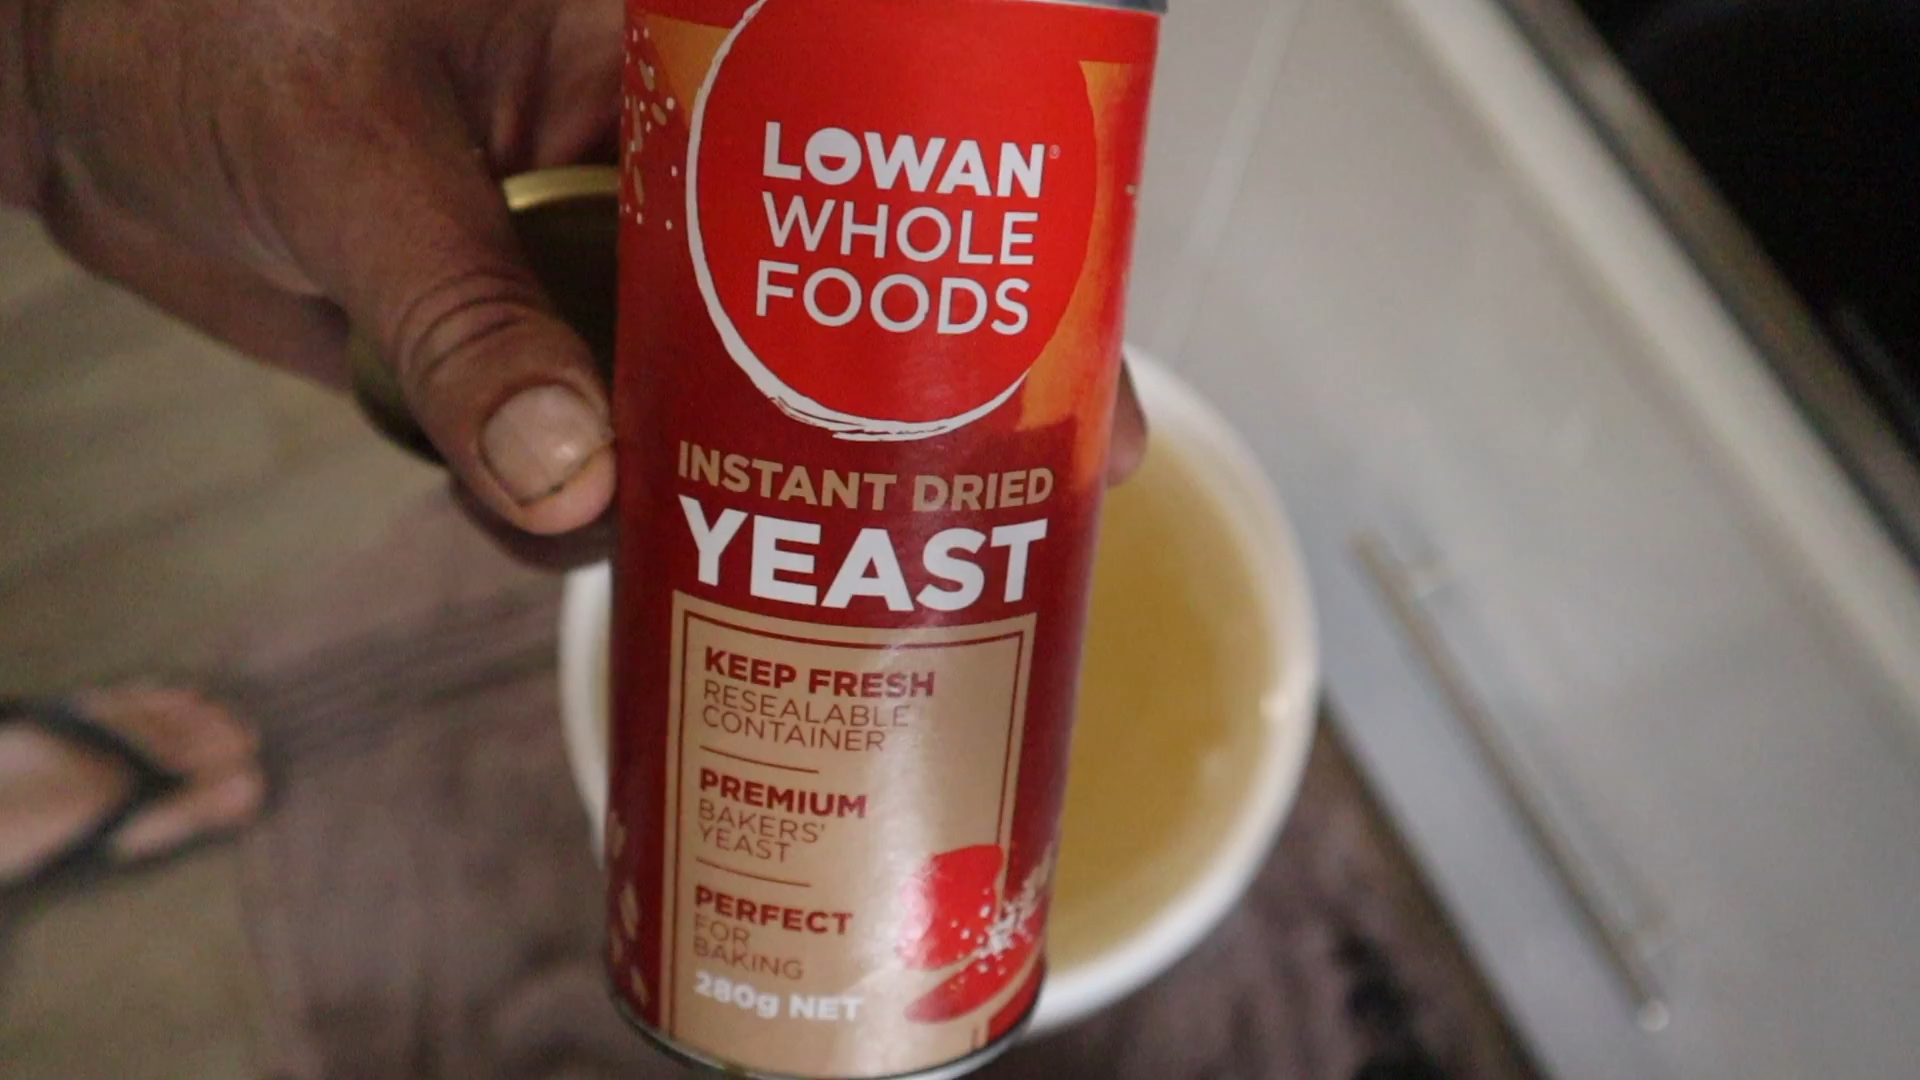 LOWAN®
WHOLE
FOODS
INSTANT DRIED
YEAST
KEEP FRESH
RESEALABLE
CONTAINER
PREMIUM
BAKERS'
YEAST
PERFECT
FOR
BAKING
280g NET